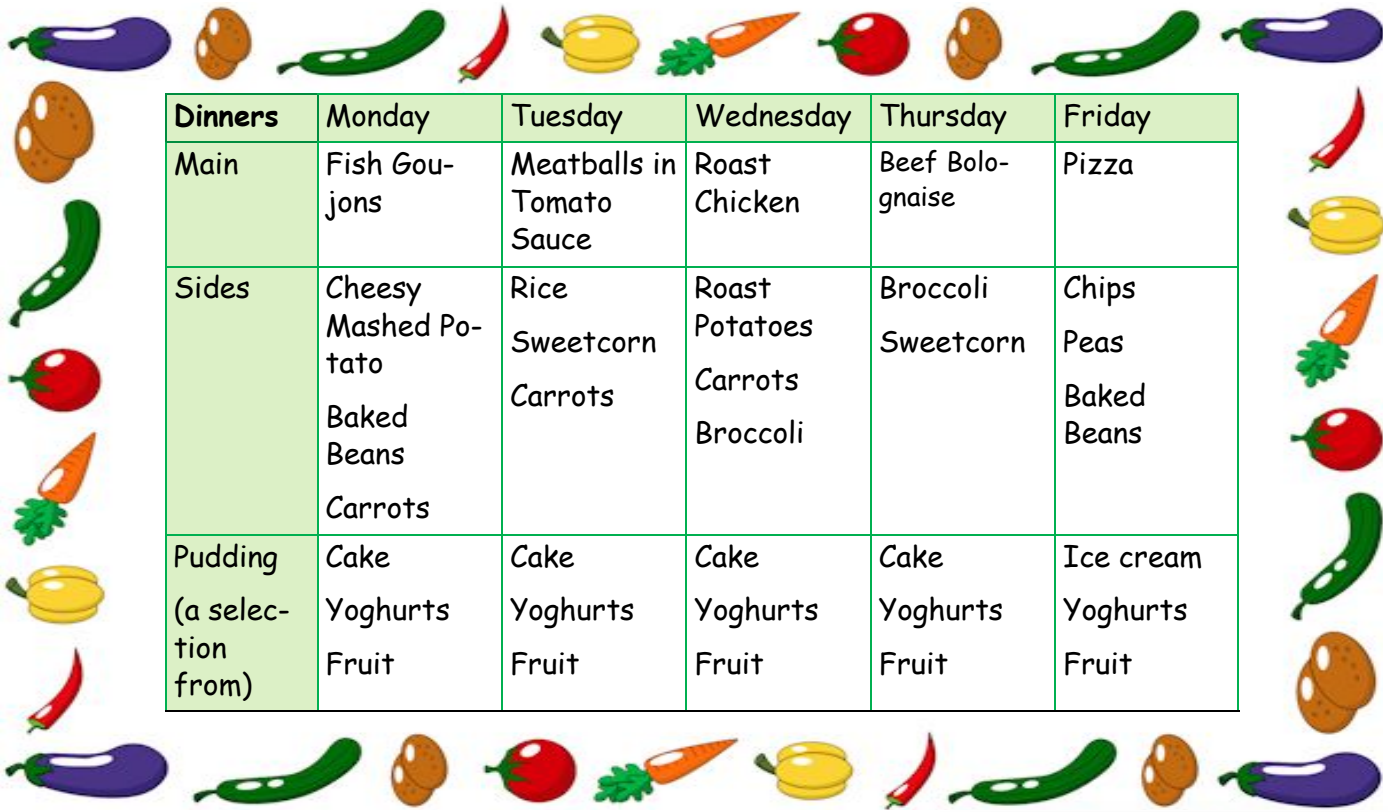 Dinners Monday Tuesday Wednesday Thursday Friday
Main
Fish Gou-
jons
Meatballs in
Tomato
Sauce
Roast
Chicken
Beef Bolo-
gnaise
Pizza
Sides
Cheesy
Mashed Po-
tato
Baked
Beans
Carrots
Rice
Sweetcorn
Carrots
Roast
Potatoes
Carrots
Broccoli
Broccoli
Sweetcorn
Chips
Peas
Baked
Beans
Pudding
(a selec-
tion
from)
Cake
Yoghurts
Fruit
Cake
Yoghurts
Fruit
Cake
Yoghurts
Fruit
Cake
Yoghurts
Fruit
Ice cream
Yoghurts
Fruit